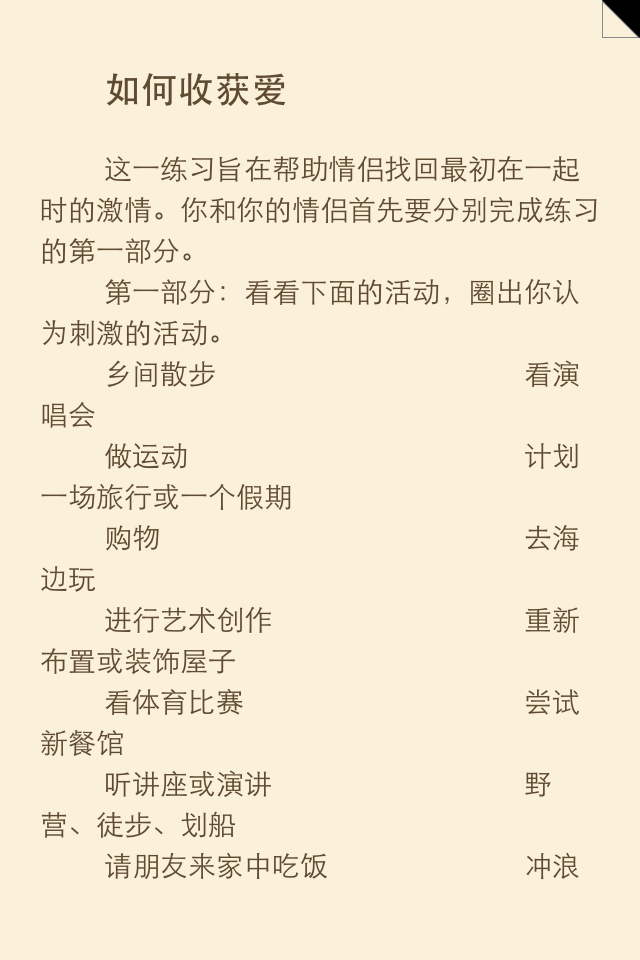 如何收获爱
这一练习旨在帮助情侣找回最初在一起
时的激情。你和你的情侣首先要分别完成练习
的第一部分。
第一部分：看看下面的活动，圈出你认
为刺激的活动。
乡间散步 看演
唱会
做运动 计划
一场旅行或一个假期
购物 去海
边玩
进行艺术创作 重新
布置或装饰屋子
看体育比赛 尝试
新餐馆
听讲座或演讲 野
营、徒步、划船
请朋友来家中吃饭 冲浪